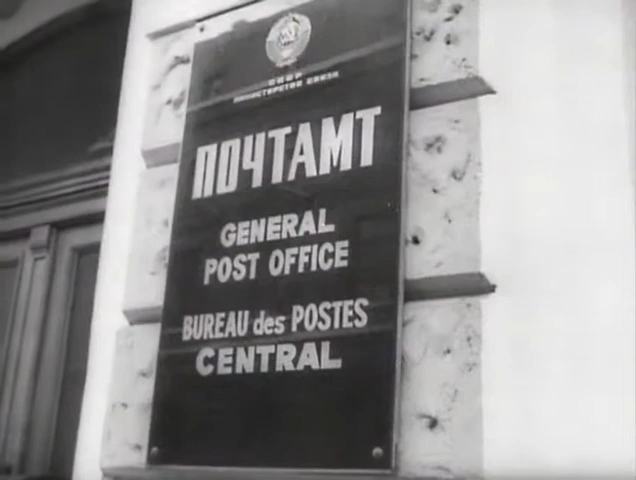 СССР
МИНИСТЕРСТВО СВЯЗИ
ПОЧТАМТ
GENERAL
POST OFFICE
BUREAU des POSTES
CENTRAL